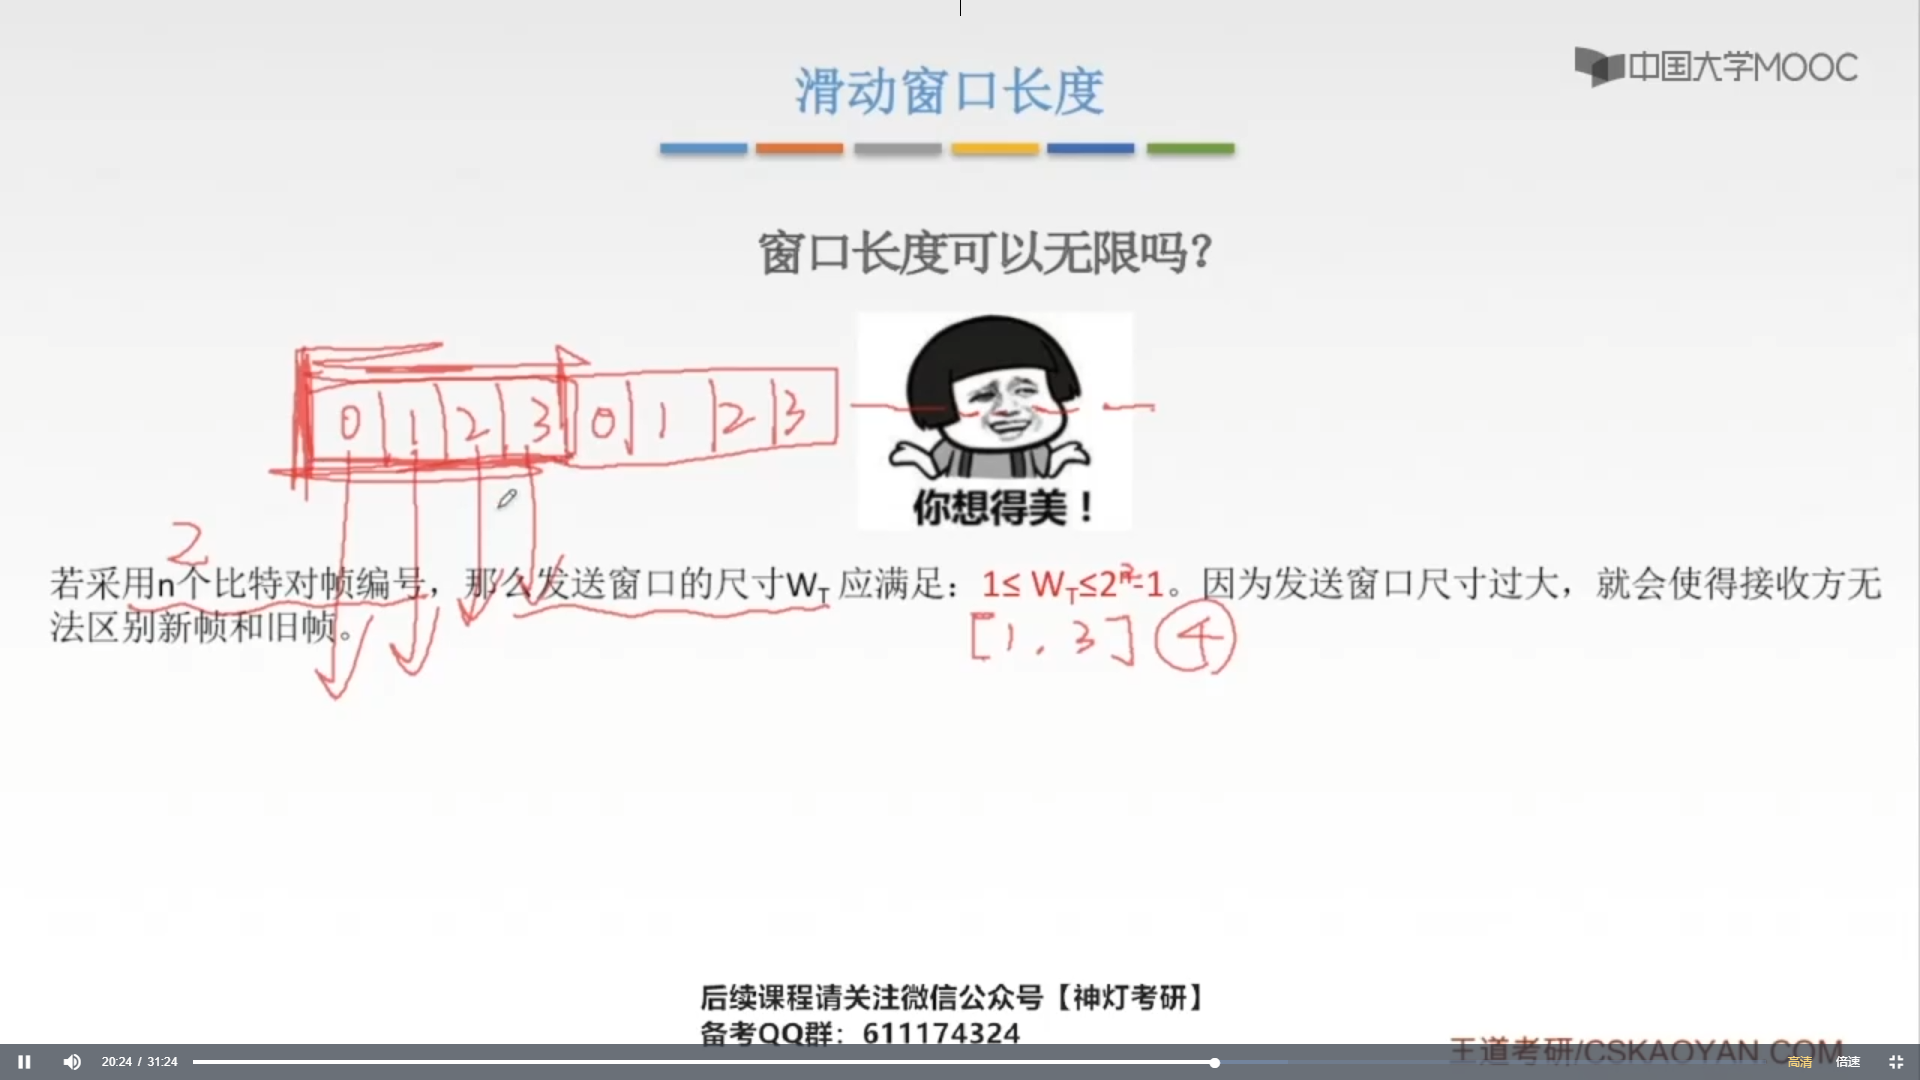 中国大学MOOC
滑动窗口长度
窗口长度可以无限吗？
0 1 2 3 0 1 2 3
你想得美！
2
若采用n个比特对帧编号，那么发送窗口的尺寸W_T 应满足：1≤ W_T≤2^n-1。因为发送窗口尺寸过大，就会使得接收方无
法区别新帧和旧帧。
[1 . 3] 4
后续课程请关注微信公众号【神灯考研】
备考QQ群：611174324
王道考研/CSKAOYAN.COM
20:24 / 31:24
高清 倍速